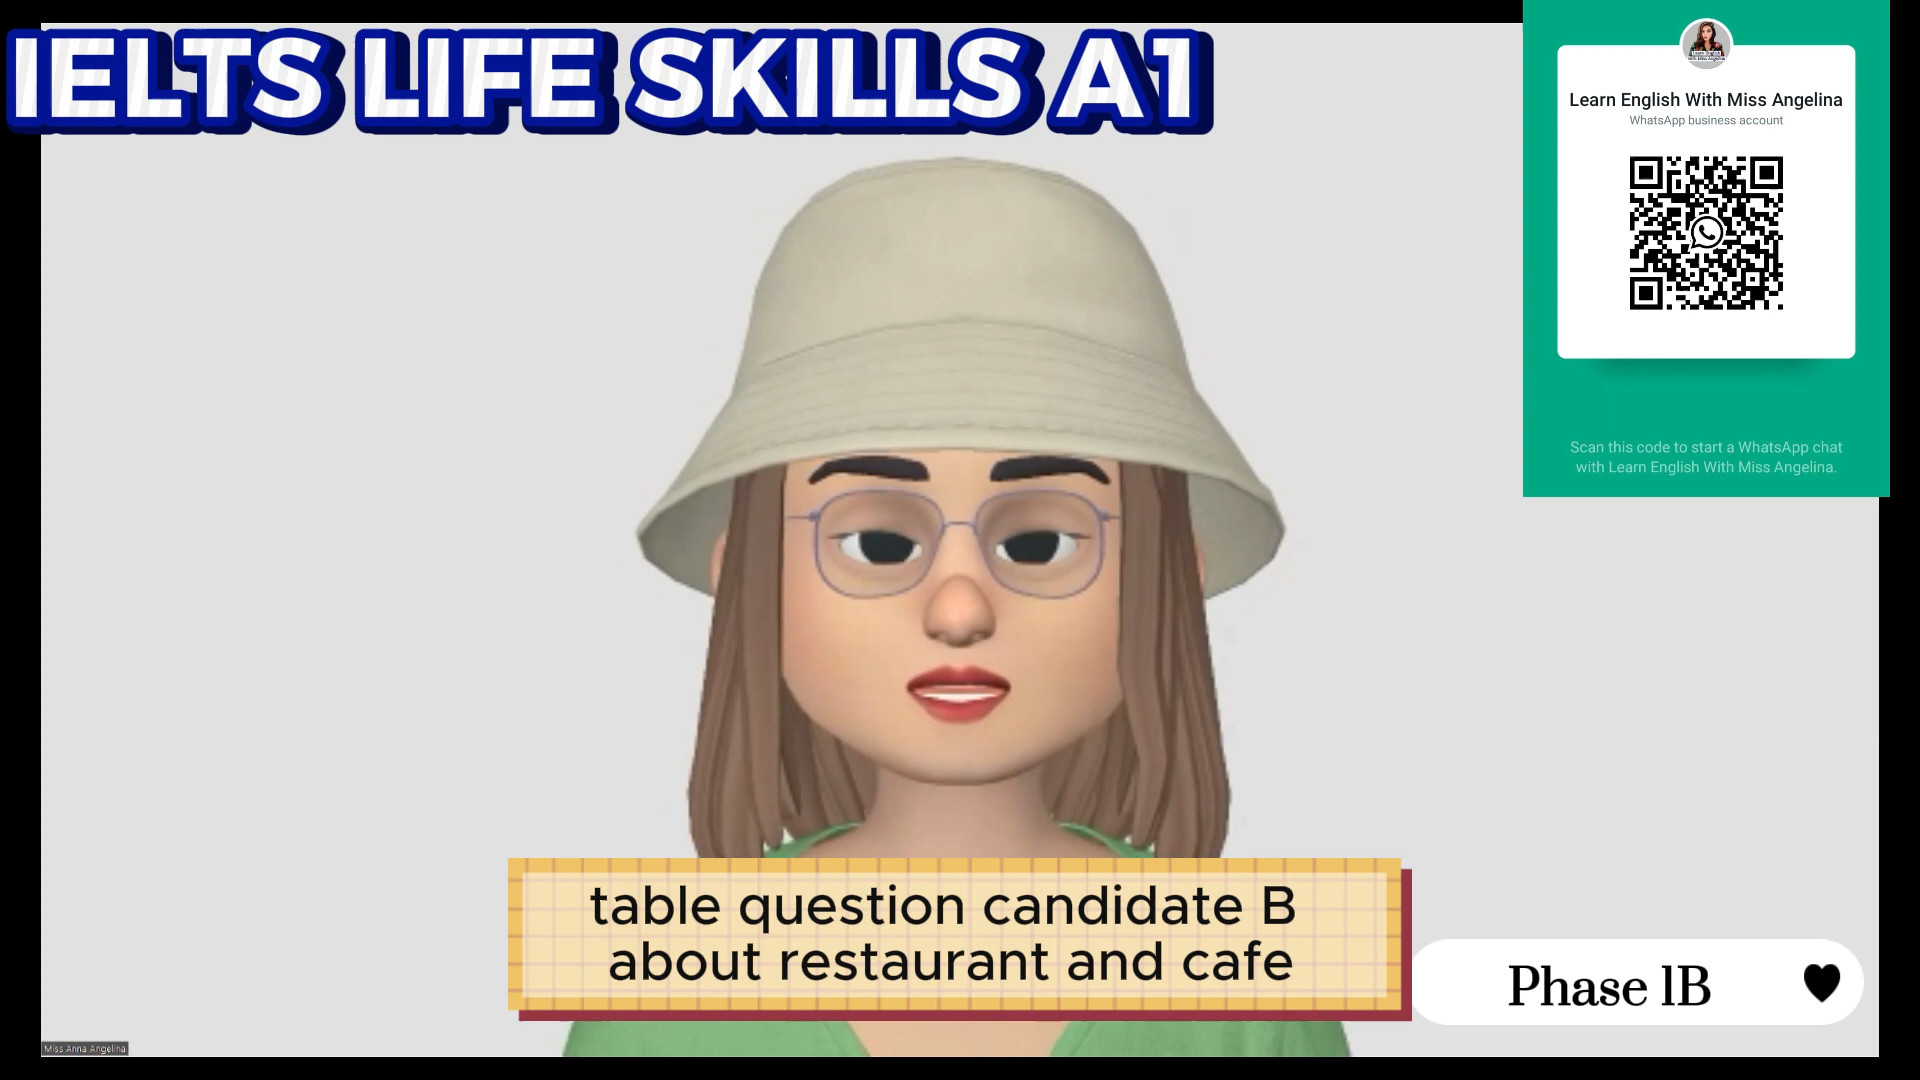 IELTS LIFE SKILLS A1
Learn English With Miss Angelina
WhatsApp business account
Scan this code to start a WhatsApp chat
with Learn English With Miss Angelina.
table question candidate B
about restaurant and cafe
Phase 1B
Miss Anna Angelina